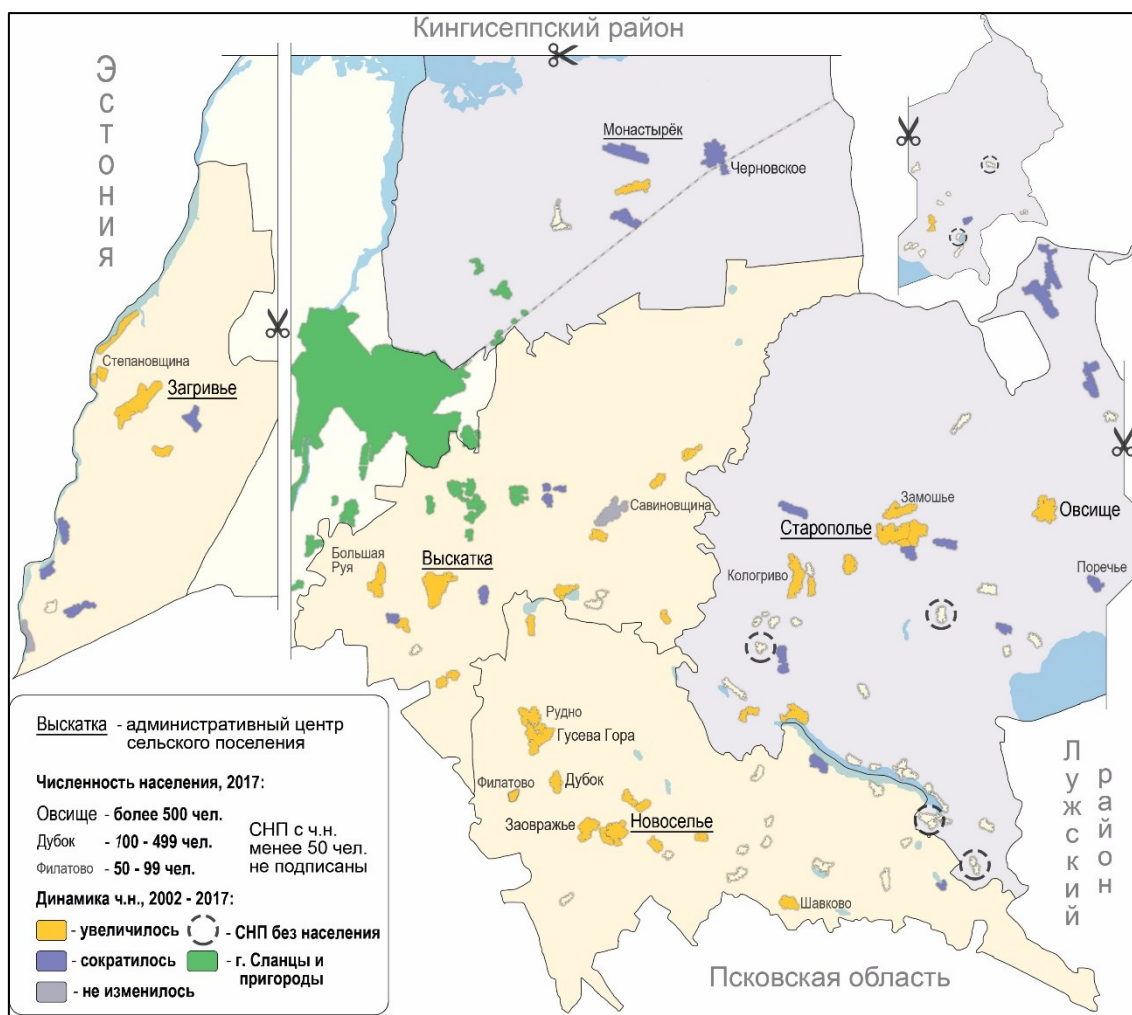 Кингисеппский район
Эстония
Монастырёк
Черновское
Степановщина
Загривье
Савиновщина
Замошье
Старополье
Овсище
Большая
Руя
Выскатка
Кологриво
Поречье
Рудно
Гусева Гора
Филатово
Дубок
Заовражье
Новоселье
Шавково
Лужский
район
Псковская область
Выскатка - административный центр
сельского поселения
Численность населения, 2017:
Овсище - более 500 чел.
Дубок - 100 - 499 чел.
Филатово - 50 - 99 чел.
СНП с ч.н.
менее 50 чел.
не подписаны
Динамика ч.н., 2002 - 2017:
- увеличилось
- СНП без населения
- сократилось
- г. Сланцы и
пригороды
- не изменилось